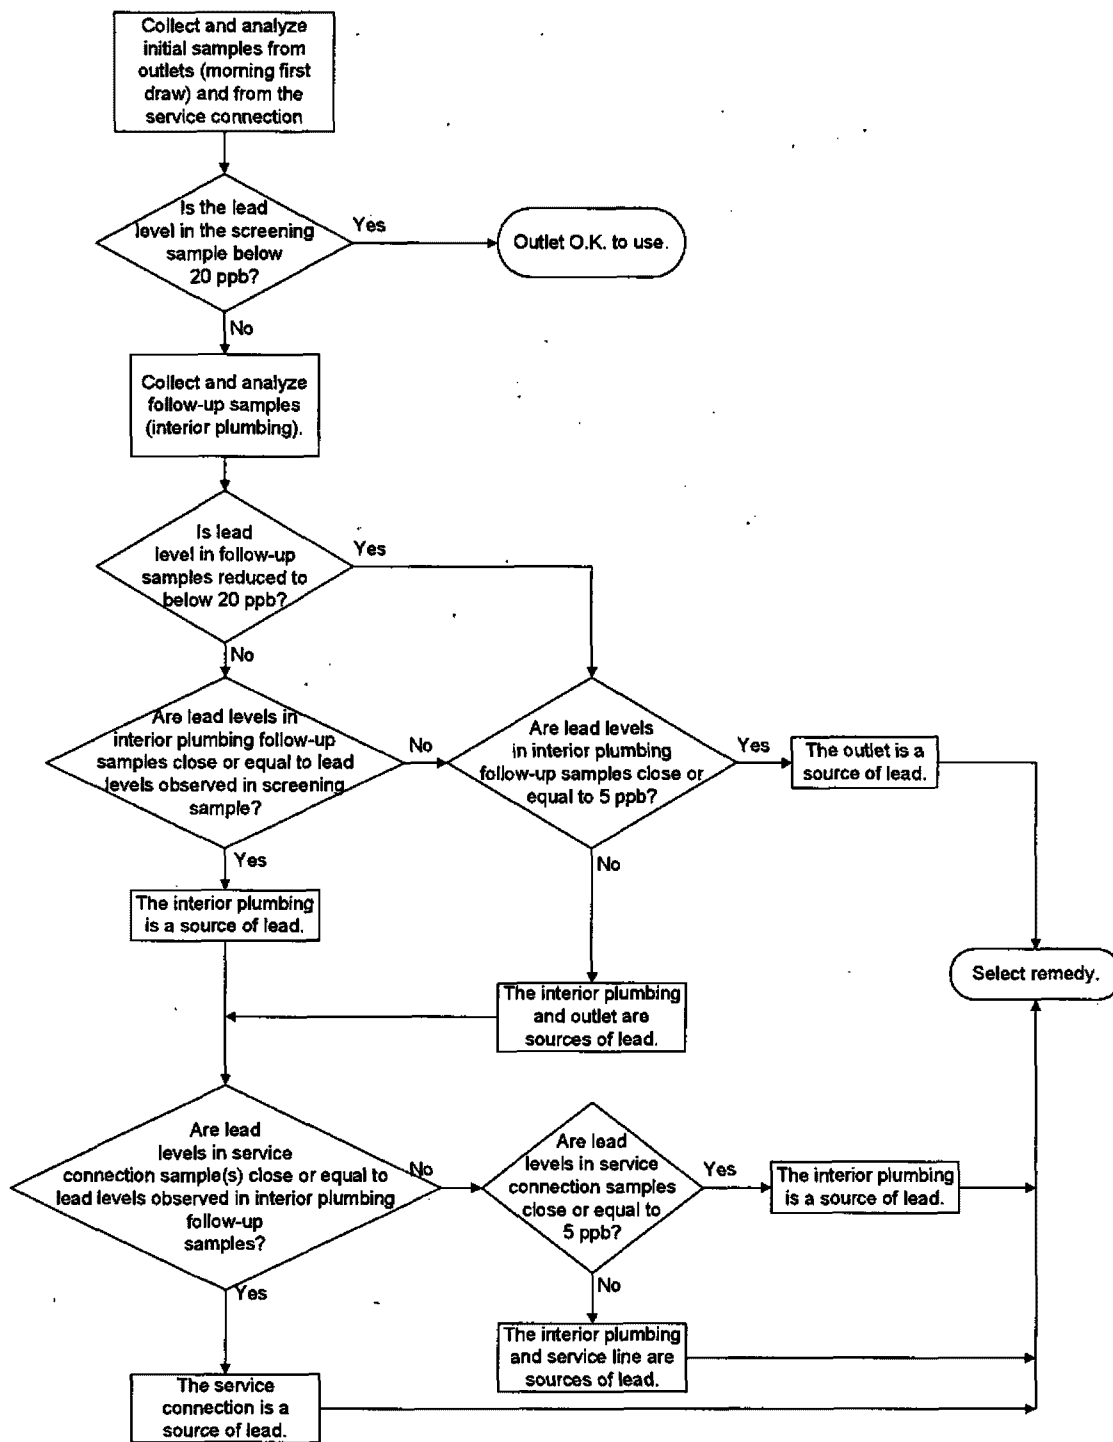 Collect and analyze
initial samples from
outlets (morning first
draw) and from the
service connection
Is the lead
level in the screening
sample below
20 ppb?
Yes
Outlet O.K. to use.
No
Collect and analyze
follow-up samples
(interior plumbing).
Is lead
level in follow-up
samples reduced to
below 20 ppb?
Yes
No
Are lead levels in
interior plumbing follow-up
samples close or equal to lead
levels observed in screening
sample?
No
Are lead levels
in interior plumbing
follow-up samples close or
equal to 5 ppb?
Yes
The outlet is a
source of lead.
Yes
No
The interior plumbing
is a source of lead.
Select remedy.
The interior plumbing
and outlet are
sources of lead.
Are lead
levels in service
connection sample(s) close or equal to
lead levels observed in interior plumbing
follow-up
samples?
No
Are lead
levels in service
connection samples
close or equal to
5 ppb?
Yes
The interior plumbing
is a source of lead.
Yes
No
The interior plumbing
and service line are
sources of lead.
The service
connection is a
source of lead.